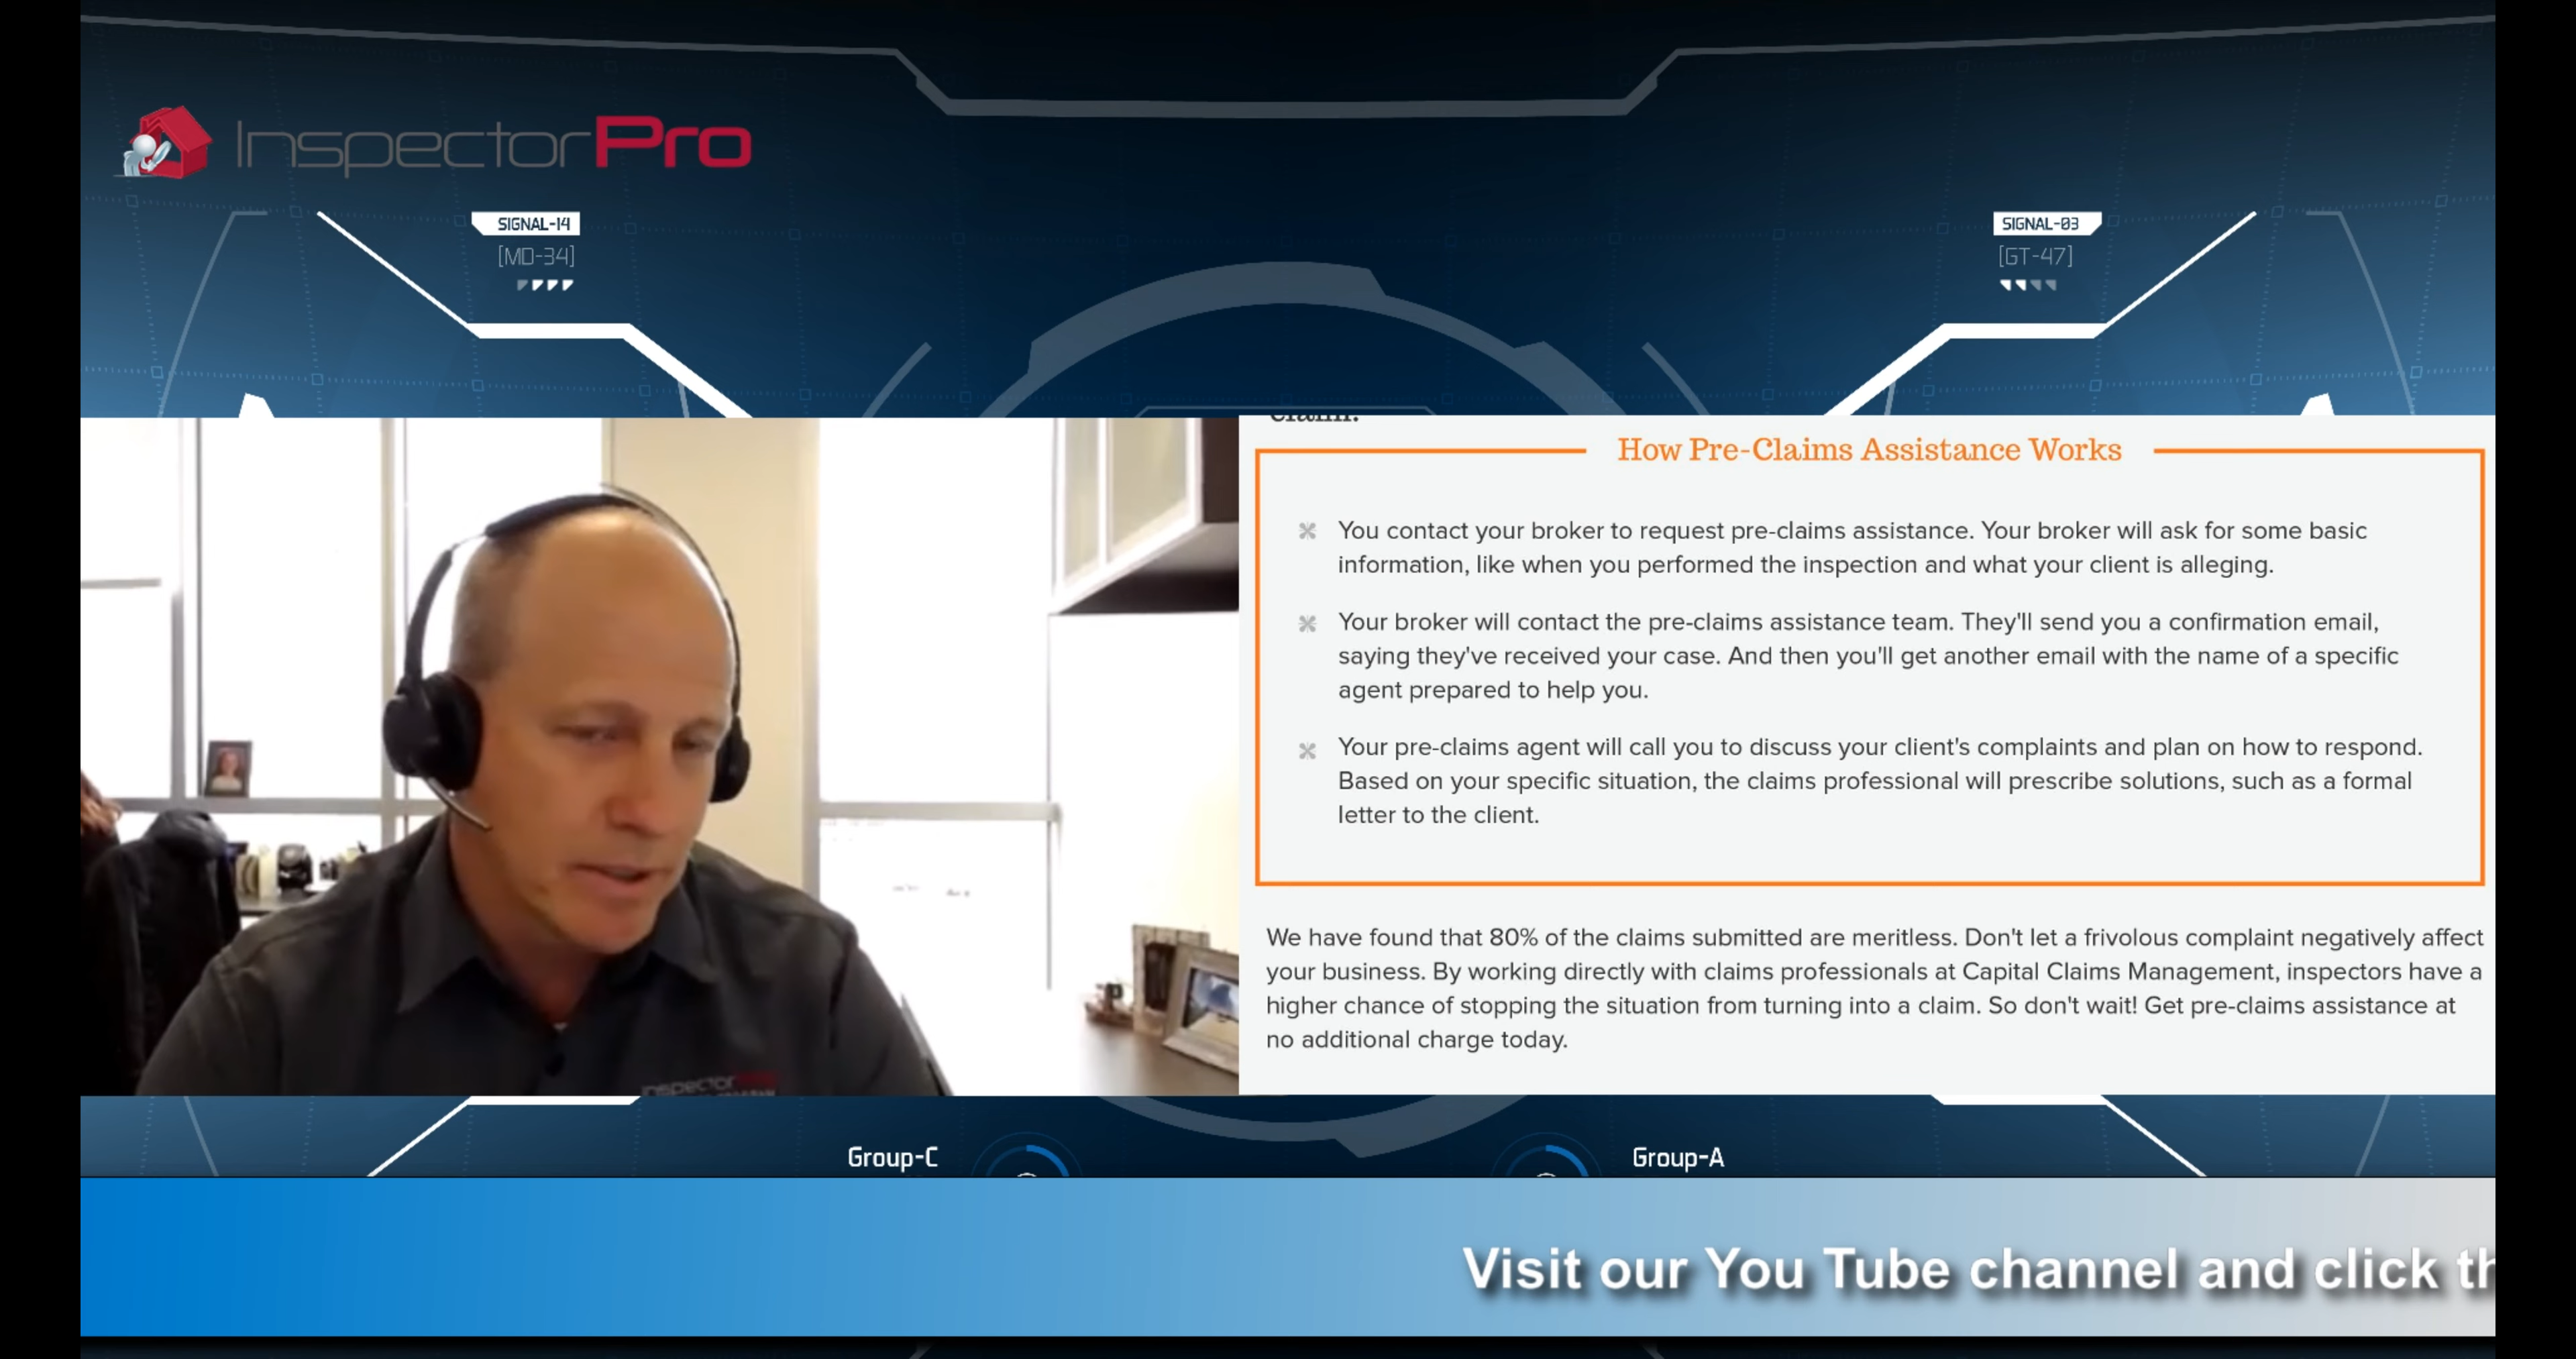 InspectorPro
SIGNAL-14
[MD-34]
SIGNAL-03
[GT-47]
claim.
How Pre-Claims Assistance Works
You contact your broker to request pre-claims assistance. Your broker will ask for some basic
information, like when you performed the inspection and what your client is alleging.
Your broker will contact the pre-claims assistance team. They'll send you a confirmation email,
saying they've received your case. And then you'll get another email with the name of a specific
agent prepared to help you.
Your pre-claims agent will call you to discuss your client's complaints and plan on how to respond.
Based on your specific situation, the claims professional will prescribe solutions, such as a formal
letter to the client.
We have found that 80% of the claims submitted are meritless. Don't let a frivolous complaint negatively affect
your business. By working directly with claims professionals at Capital Claims Management, inspectors have a
higher chance of stopping the situation from turning into a claim. So don't wait! Get pre-claims assistance at
no additional charge today.
inspector
Group-C
Group-A
Visit our You Tube channel and click th